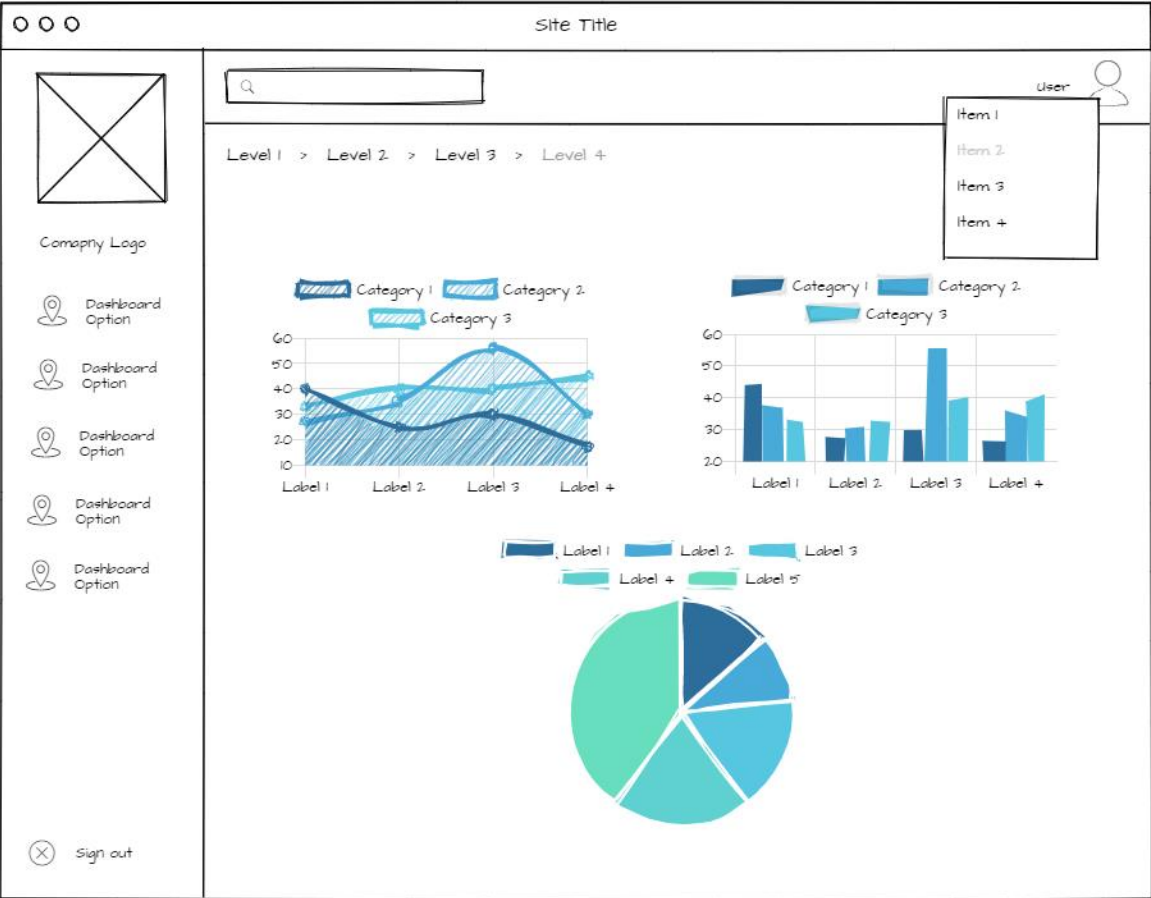 Site Title
User
Item 1
Item 2
Item 3
Item 4
Level 1 > Level 2 > Level 3 > Level 4
Comapny Logo
Dashboard
Option
Dashboard
Option
Dashboard
Option
Dashboard
Option
Dashboard
Option
Sign out
Category 1 Category 2
Category 3
60
50
40
30
20
10
Label 1 Label 2 Label 3 Label 4
Category 1 Category 2
Category 3
60
50
40
30
20
Label 1 Label 2 Label 3 Label 4
Label 1 Label 2 Label 3
Label 4 Label 5